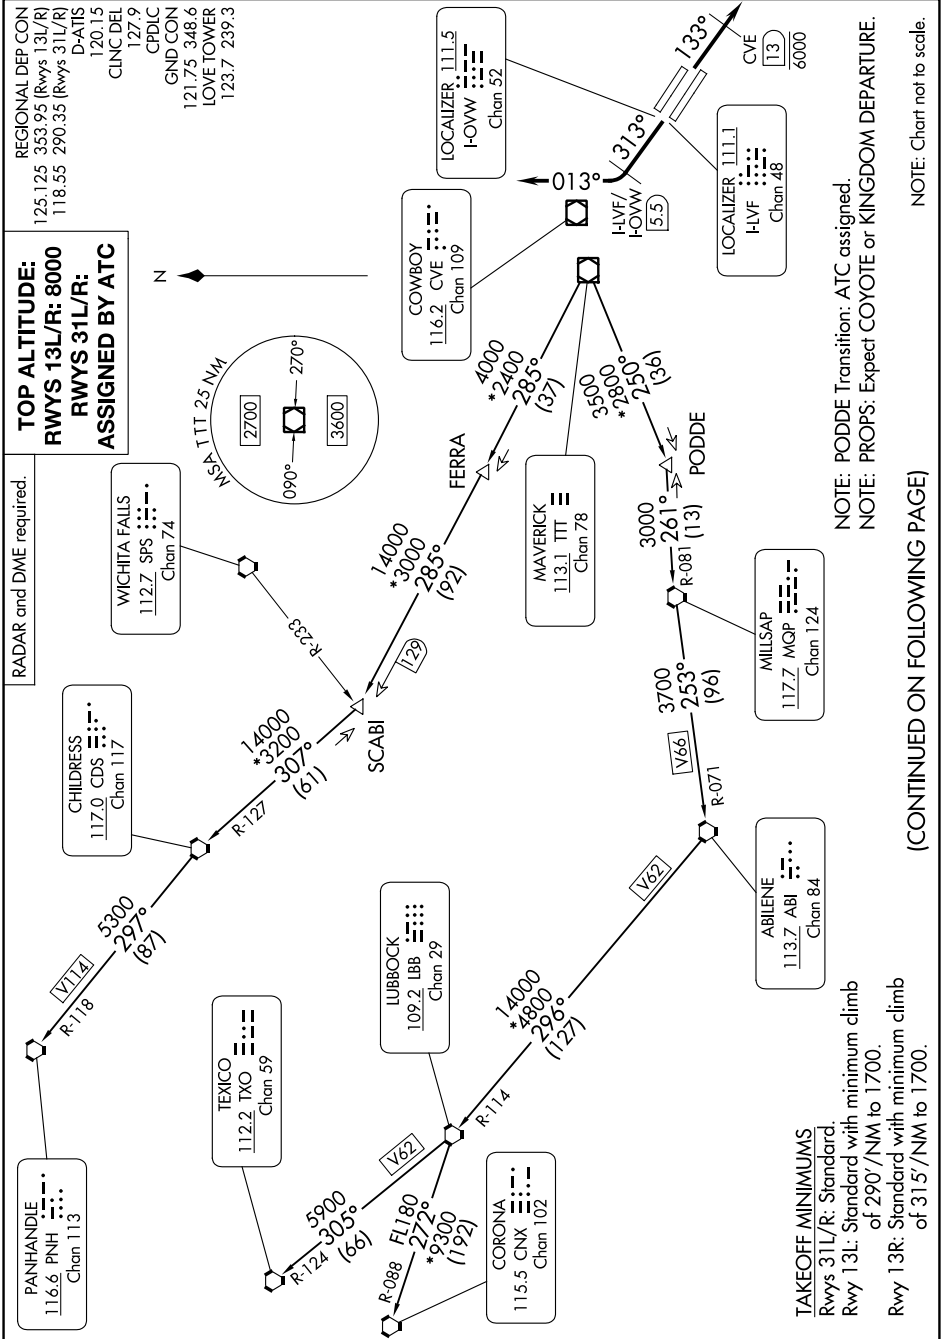 RADAR and DME required.
TOP ALTITUDE:
RWYS 13L/R: 8000
RWYS 31L/R:
ASSIGNED BY ATC
REGIONAL DEP CON
125.125 353.95 (Rwys 13L/R)
118.55 290.35 (Rwys 31L/R)
D-ATIS
120.15
CLNC DEL
127.9
CPDLC
GND CON
121.75 348.6
LOVE TOWER
123.7 239.3
N
MSA TTT 25 NM
2700
090°
270°
3600
PANHANDLE
116.6 PNH
Chan 113
R-118
V114
5300
297°
(87)
CHILDRESS
117.0 CDS
Chan 117
R-127
14000
*3200
307°
(61)
WICHITA FALLS
112.7 SPS
Chan 74
R-233
SCABI
129
14000
*3000
285°
(92)
FERRA
4000
*2400
285°
(37)
COWBOY
116.2 CVE
Chan 109
LOCALIZER 111.5
I-OVW
Chan 52
013°
I-LVF/
I-OVW
5.5
313°
133°
CVE
13
6000
LOCALIZER 111.1
I-LVF
Chan 48
MAVERICK
113.1 TTT
Chan 78
3500
*2800
250°
(36)
PODDE
3000
261°
(13)
R-081
MILLSAP
117.7 MQP
Chan 124
3700
253°
(96)
V66
R-071
ABILENE
113.7 ABI
Chan 84
V62
14000
*4800
296°
(127)
R-114
LUBBOCK
109.2 LBB
Chan 29
TEXICO
112.2 TXO
Chan 59
V62
5900
305°
(66)
R-124
FL180
272°
*9300
(192)
R-088
CORONA
115.5 CNX
Chan 102
TAKEOFF MINIMUMS
Rwys 31L/R: Standard.
Rwy 13L: Standard with minimum climb
of 290'/NM to 1700.
Rwy 13R: Standard with minimum climb
of 315'/NM to 1700.
NOTE: PODDE Transition: ATC assigned.
NOTE: PROPS: Expect COYOTE or KINGDOM DEPARTURE.
NOTE: Chart not to scale.
(CONTINUED ON FOLLOWING PAGE)